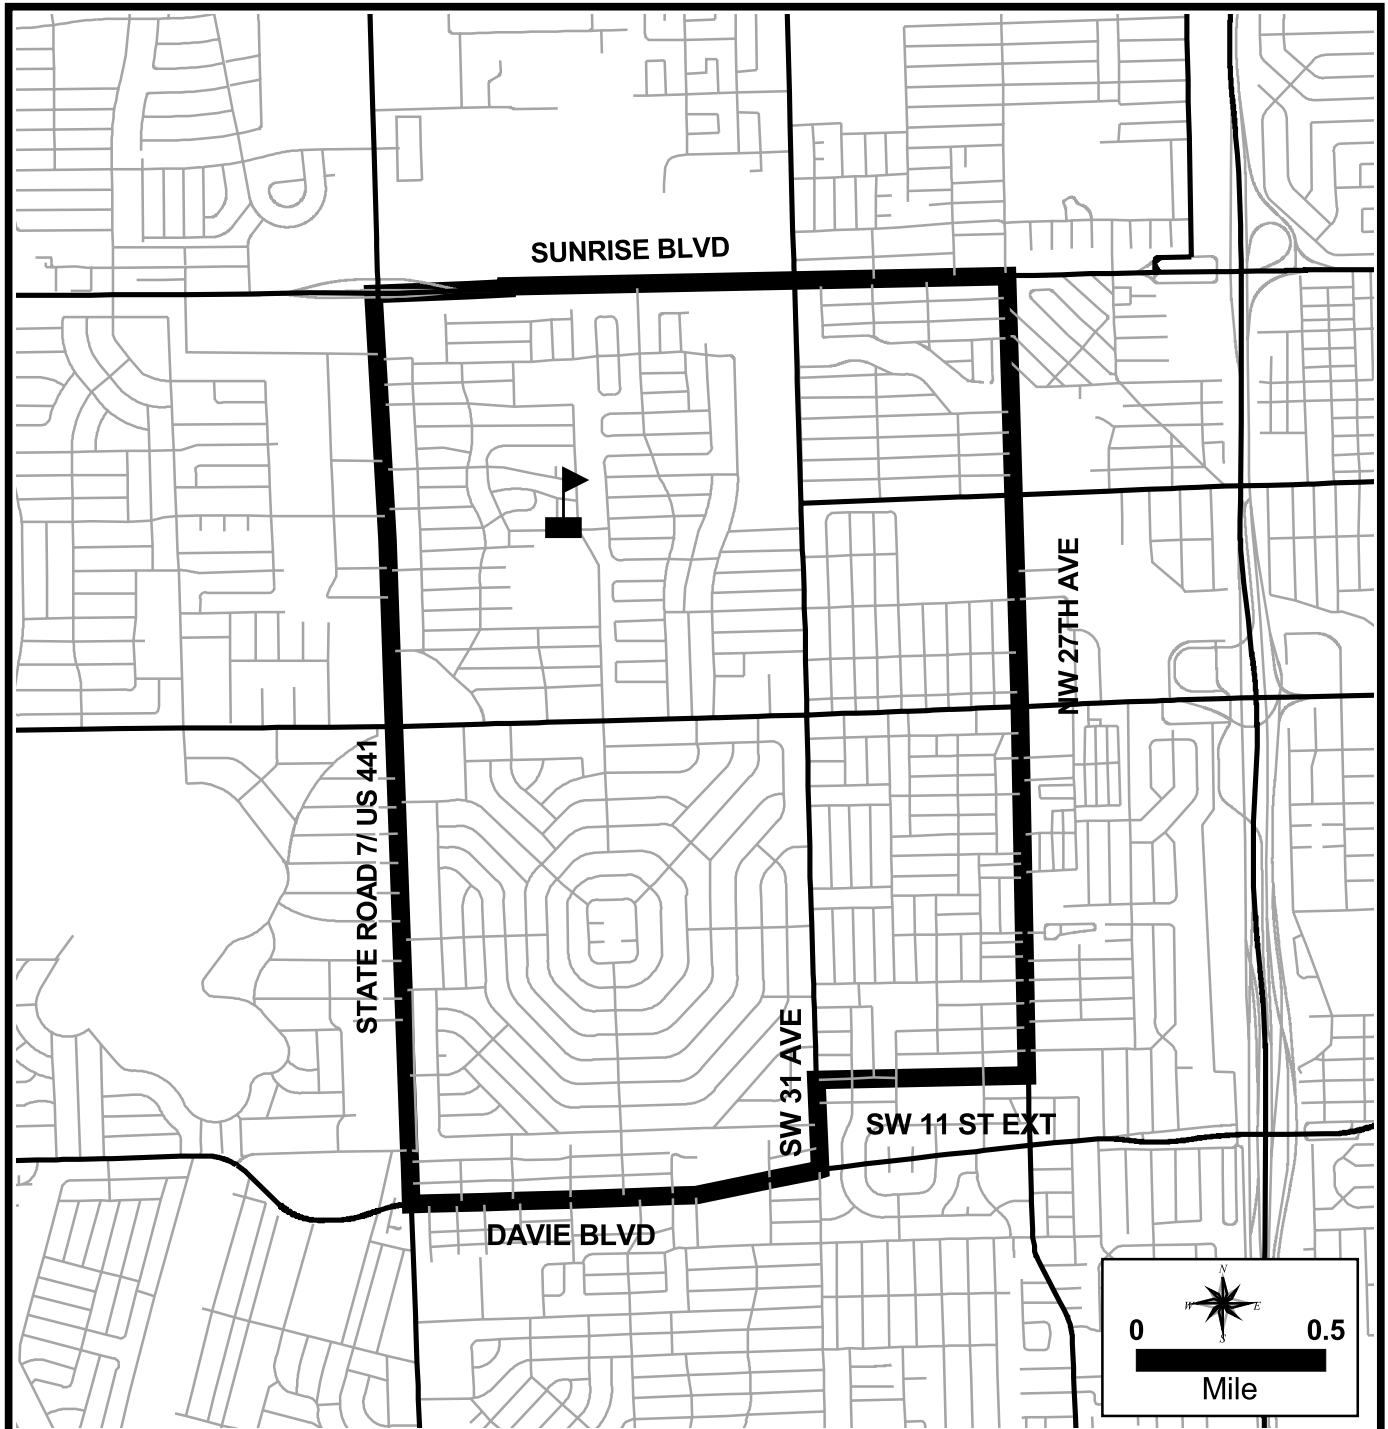 SUNRISE BLVD
NW 27TH AVE
STATE ROAD 7/ US 441
SW 31 AVE
SW 11 ST EXT
DAVIE BLVD
N
W E
S
0 0.5
Mile